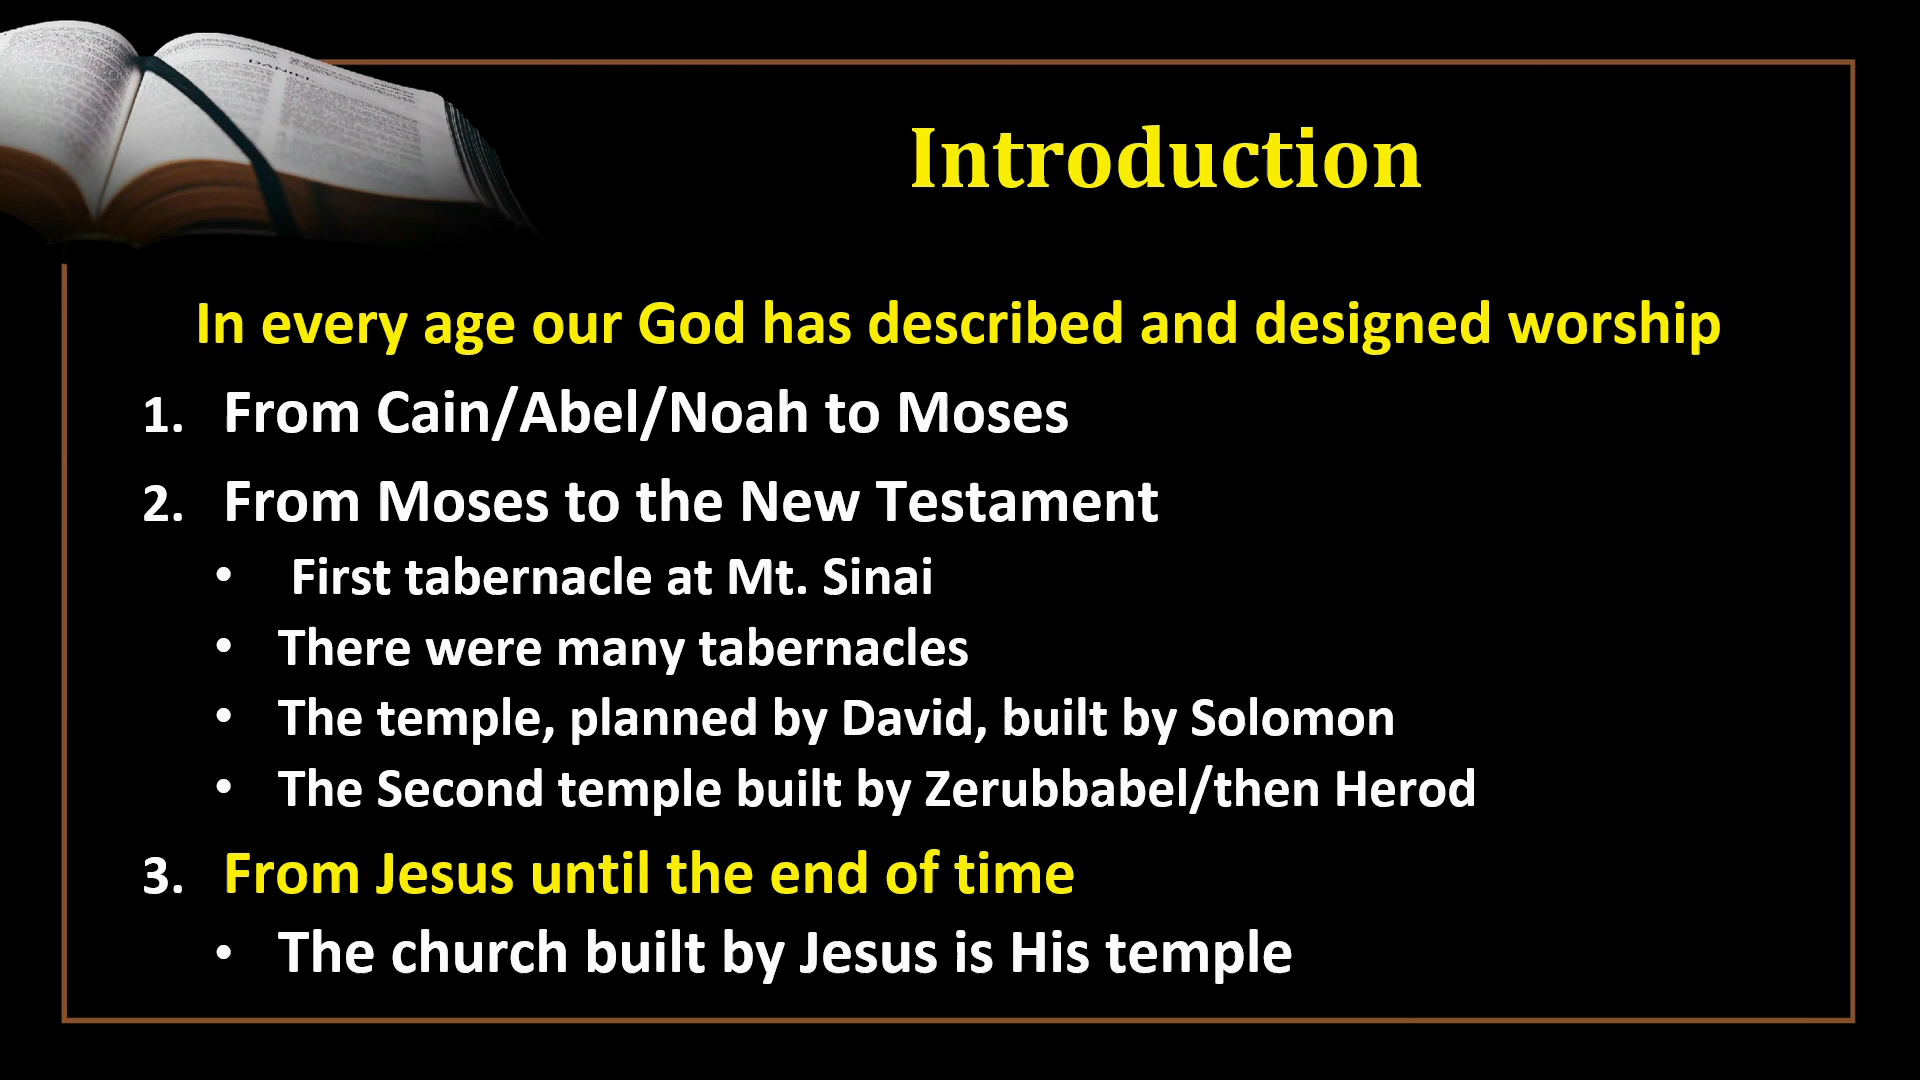 DANIEL
Introduction
In every age our God has described and designed worship
1. From Cain/Abel/Noah to Moses
2. From Moses to the New Testament
• First tabernacle at Mt. Sinai
• There were many tabernacles
• The temple, planned by David, built by Solomon
• The Second temple built by Zerubbabel/then Herod
3. From Jesus until the end of time
• The church built by Jesus is His temple